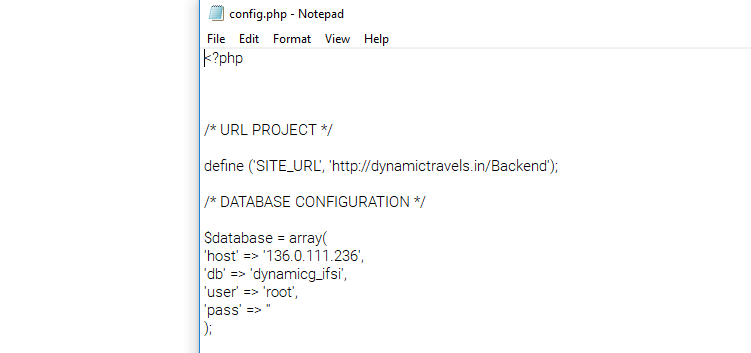 config.php - Notepad
File Edit Format View Help
<?php
/* URL PROJECT */
define ('SITE_URL', 'http://dynamictravels.in/Backend');
/* DATABASE CONFIGURATION */
$database = array(
'host' => '136.0.111.236',
'db' => 'dynamicg_ifsi',
'user' => 'root',
'pass' => ''
);